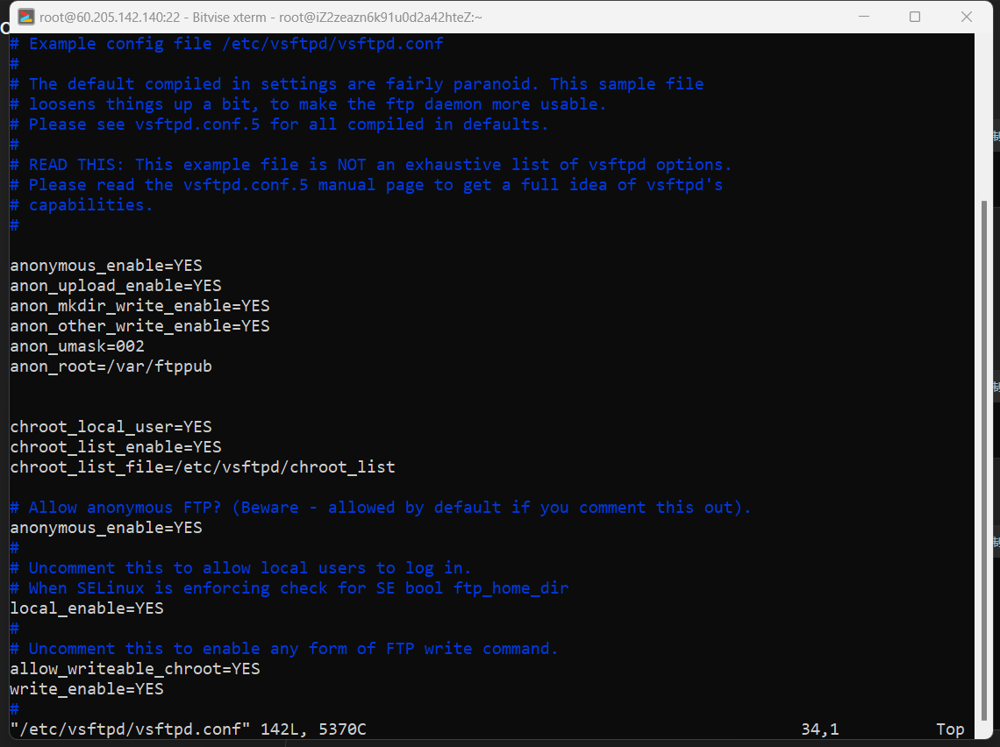 root@60.205.142.140:22 - Bitvise xterm - root@iZ2zeazn6k91u0d2a42hteZ:~
# Example config file /etc/vsftpd/vsftpd.conf
#
# The default compiled in settings are fairly paranoid. This sample file
# loosens things up a bit, to make the ftp daemon more usable.
# Please see vsftpd.conf.5 for all compiled in defaults.
#
# READ THIS: This example file is NOT an exhaustive list of vsftpd options.
# Please read the vsftpd.conf.5 manual page to get a full idea of vsftpd's
# capabilities.
#
anonymous_enable=YES
anon_upload_enable=YES
anon_mkdir_write_enable=YES
anon_other_write_enable=YES
anon_umask=002
anon_root=/var/ftppub
chroot_local_user=YES
chroot_list_enable=YES
chroot_list_file=/etc/vsftpd/chroot_list
# Allow anonymous FTP? (Beware - allowed by default if you comment this out).
anonymous_enable=YES
#
# Uncomment this to allow local users to log in.
# When SELinux is enforcing check for SE bool ftp_home_dir
local_enable=YES
#
# Uncomment this to enable any form of FTP write command.
allow_writeable_chroot=YES
write_enable=YES
#
"/etc/vsftpd/vsftpd.conf" 142L, 5370C 34,1 Top